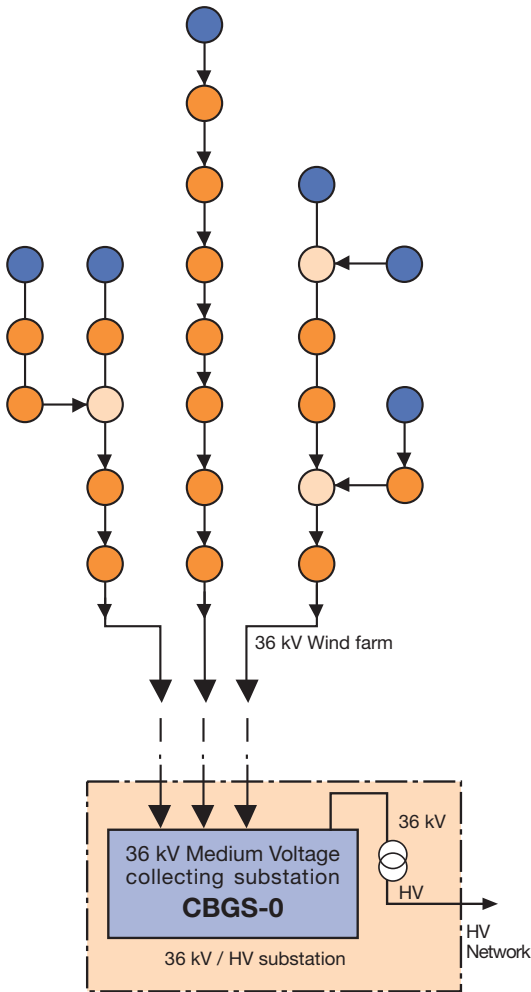 36 kV Wind farm
36 kV
36 kV Medium Voltage
collecting substation
CBGS-0
HV
HV
Network
36 kV / HV substation